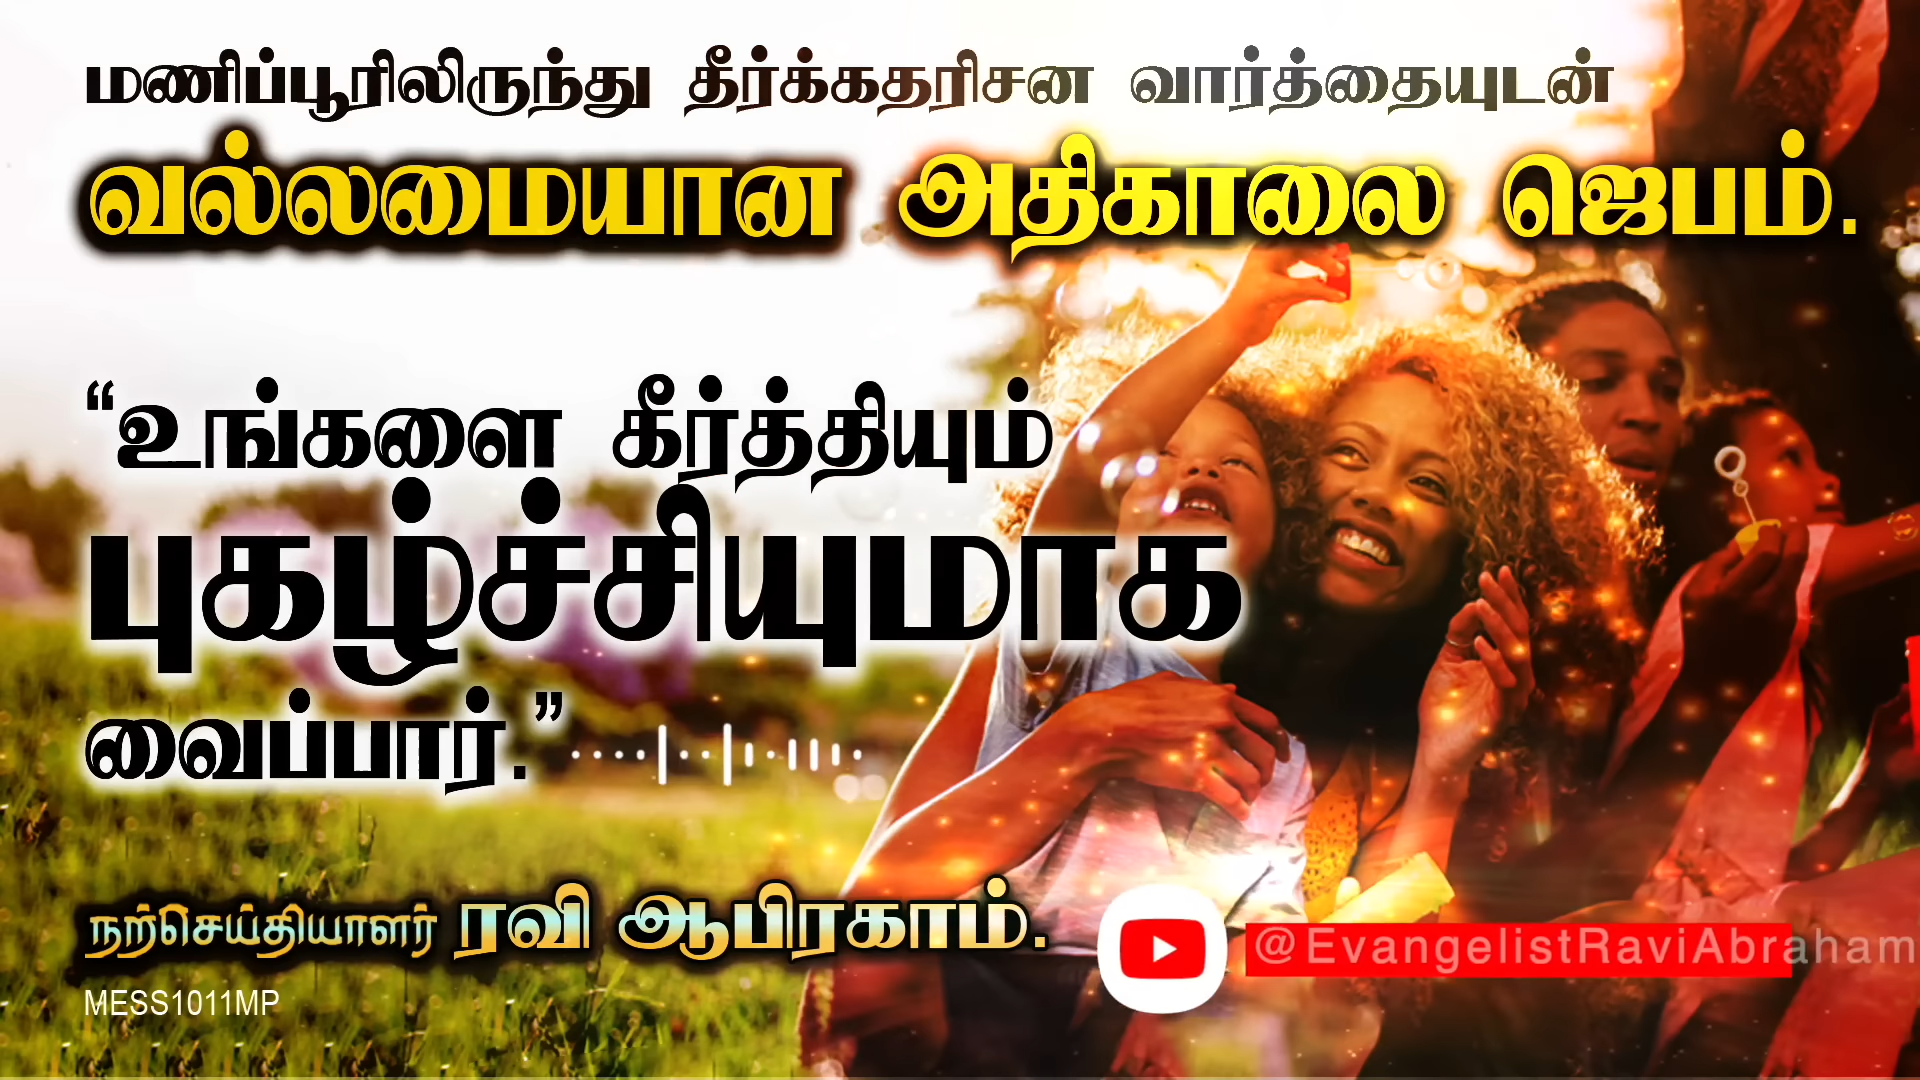 மணிப்பூரிலிருந்து தீர்க்கதரிசன வார்த்தையுடன்
வல்லமையான அதிகாலை ஜெபம்.
“உங்களை கீர்த்தியும்
புகழ்ச்சியுமாக
வைப்பார்.”
நற்செய்தியாளர் ரவி ஆபிரகாம்.
@EvangelistRaviAbraham
MESS1011MP